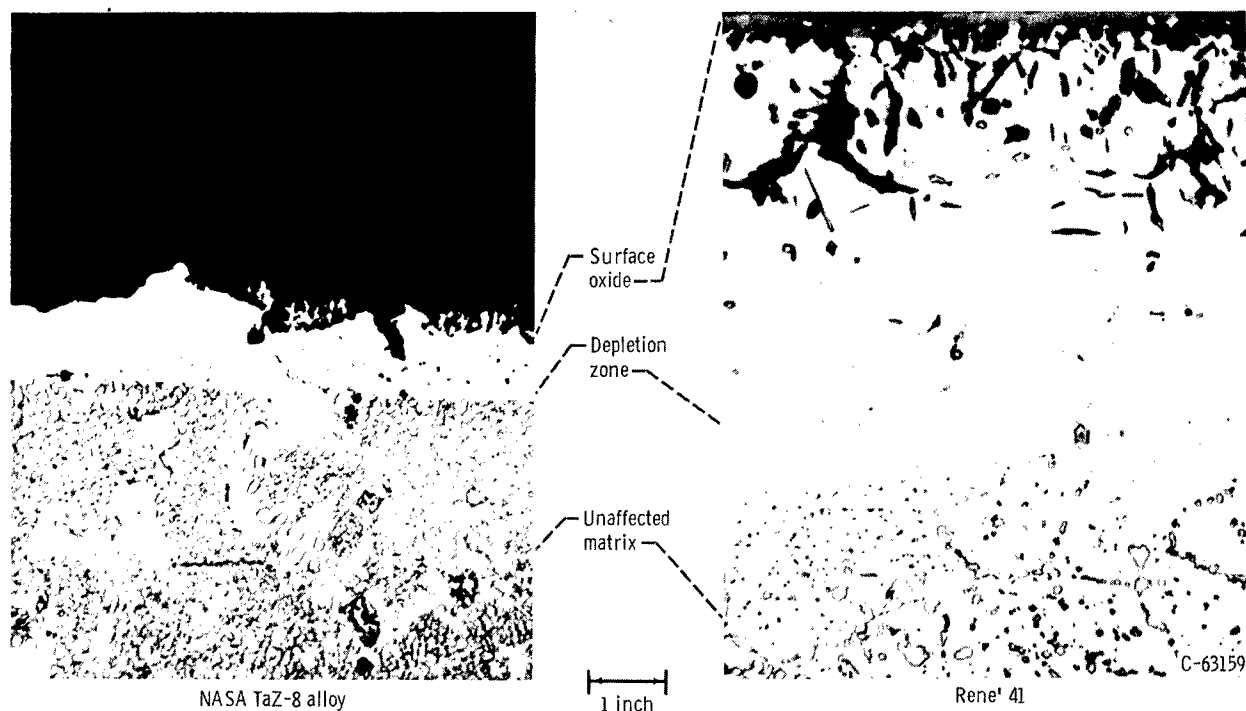 Surface
oxide
Depletion
zone
Unaffected
matrix
C-63159
NASA TaZ-8 alloy
1 inch
Rene' 41